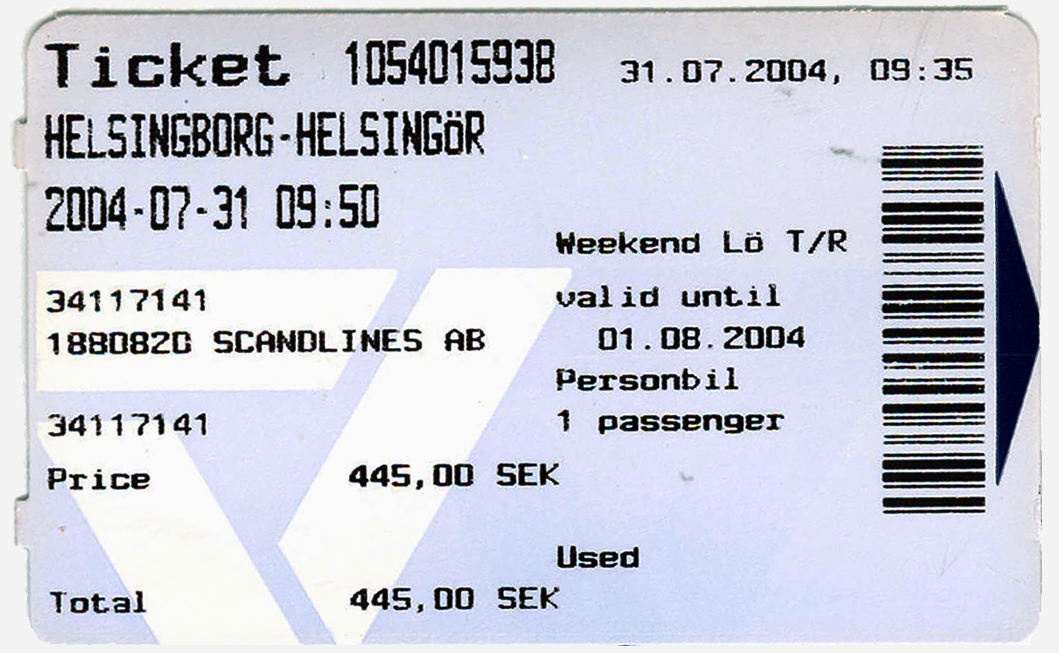 Ticket 1054015938 31.07.2004, 09:35
HELSINGBORG-HELSINGÖR
2004-07-31 09:50
Weekend Lö T/R
34117141 valid until
1880820 SCANDLINES AB 01.08.2004
Personbil
34117141 1 passenger
Price 445,00 SEK
Used
Total 445,00 SEK